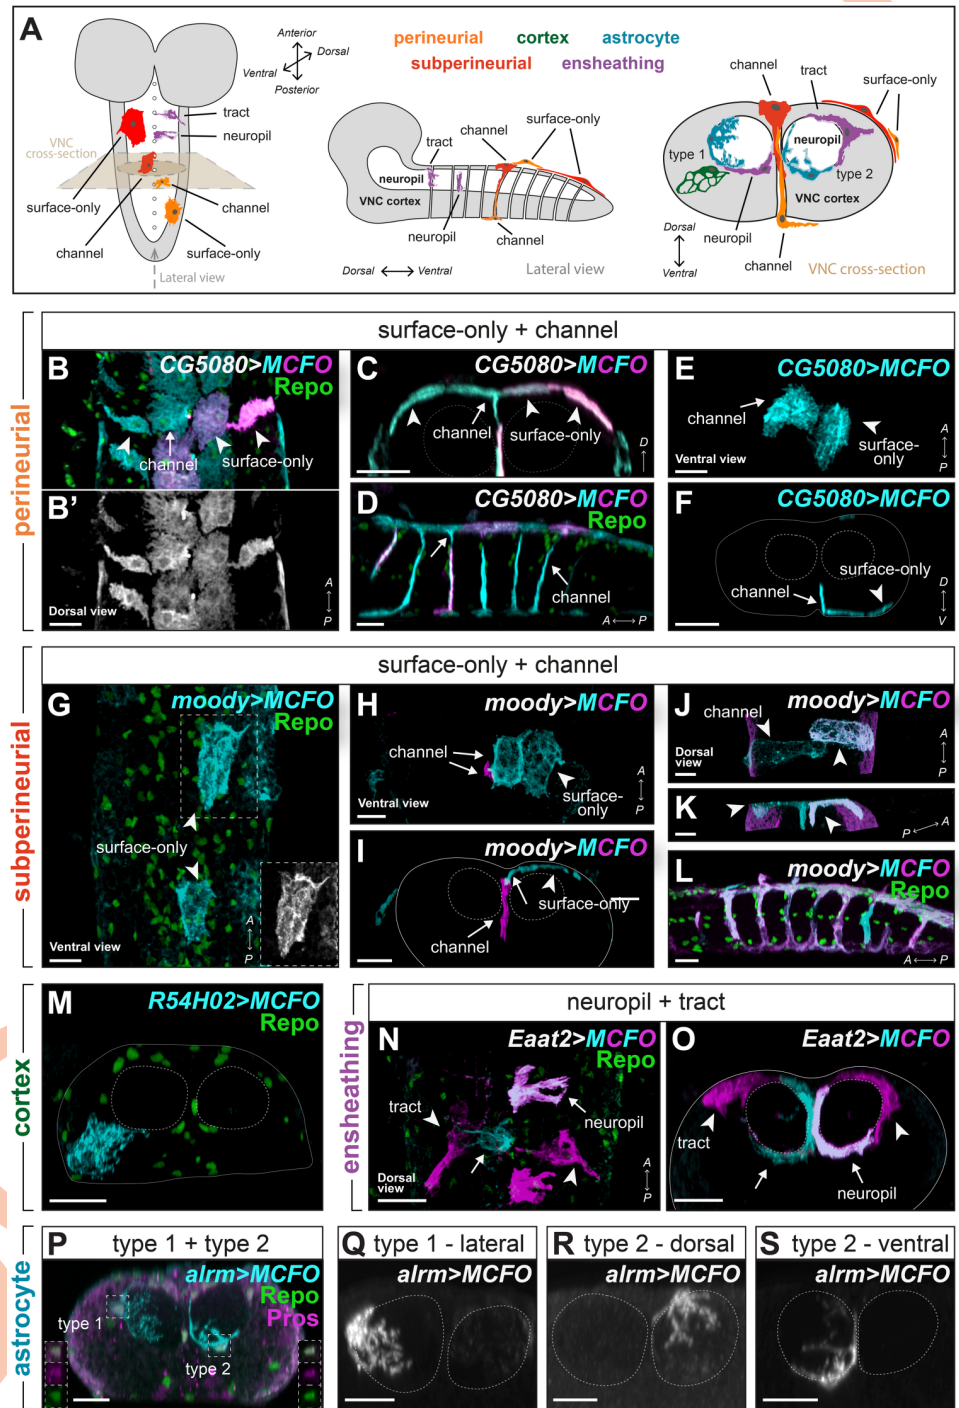 A
Anterior
Dorsal
Ventral
Posterior
perineurial cortex astrocyte
subperineurial ensheathing
tract
neuropil
VNC
cross-section
surface-only
channel
channel
surface-only
Lateral view
tract
channel
surface-only
neuropil
VNC cortex
neuropil
channel
Dorsal Ventral
Lateral view
channel
tract
surface-only
type 1
neuropil
type 2
VNC cortex
neuropil
channel
Dorsal
Ventral
VNC cross-section
perineurial
surface-only + channel
B
CG5080>MCFO
Repo
channel
surface-only
B’
Dorsal view
A
P
C
CG5080>MCFO
channel
surface-only
D
D
CG5080>MCFO
Repo
channel
A P
E
CG5080>MCFO
channel
surface-
only
Ventral view
A
P
F
CG5080>MCFO
surface-only
channel
D
V
subperineurial
surface-only + channel
G
moody>MCFO
Repo
surface-only
Ventral view
A
P
H
moody>MCFO
channel
surface-
only
Ventral view
A
P
I
moody>MCFO
surface-only
channel
J
moody>MCFO
channel
Dorsal
view
A
P
K
P A
L
moody>MCFO
Repo
A P
cortex
M
R54H02>MCFO
Repo
ensheathing
neuropil + tract
N
Eaat2>MCFO
Repo
tract
neuropil
Dorsal
view
A
P
O
Eaat2>MCFO
tract
neuropil
astrocyte
P type 1 + type 2
alrm>MCFO
Repo
Pros
type 1
type 2
Q type 1 - lateral
alrm>MCFO
R type 2 - dorsal
alrm>MCFO
S type 2 - ventral
alrm>MCFO